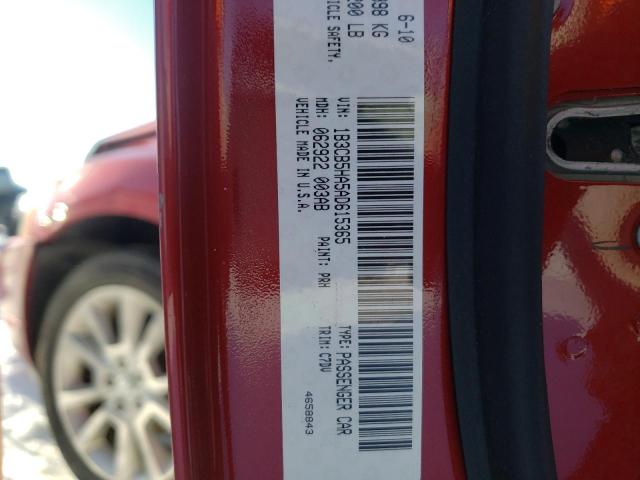 6-10
98 KG
00 LB
ICLE SAFETY,
VIN: 1B3CB5HA5AD615365
TYPE: PASSENGER CAR
MDH: 062922 003AB
PAINT: PRH
TRIM: C7DV
VEHICLE MADE IN U.S.A.
4658843